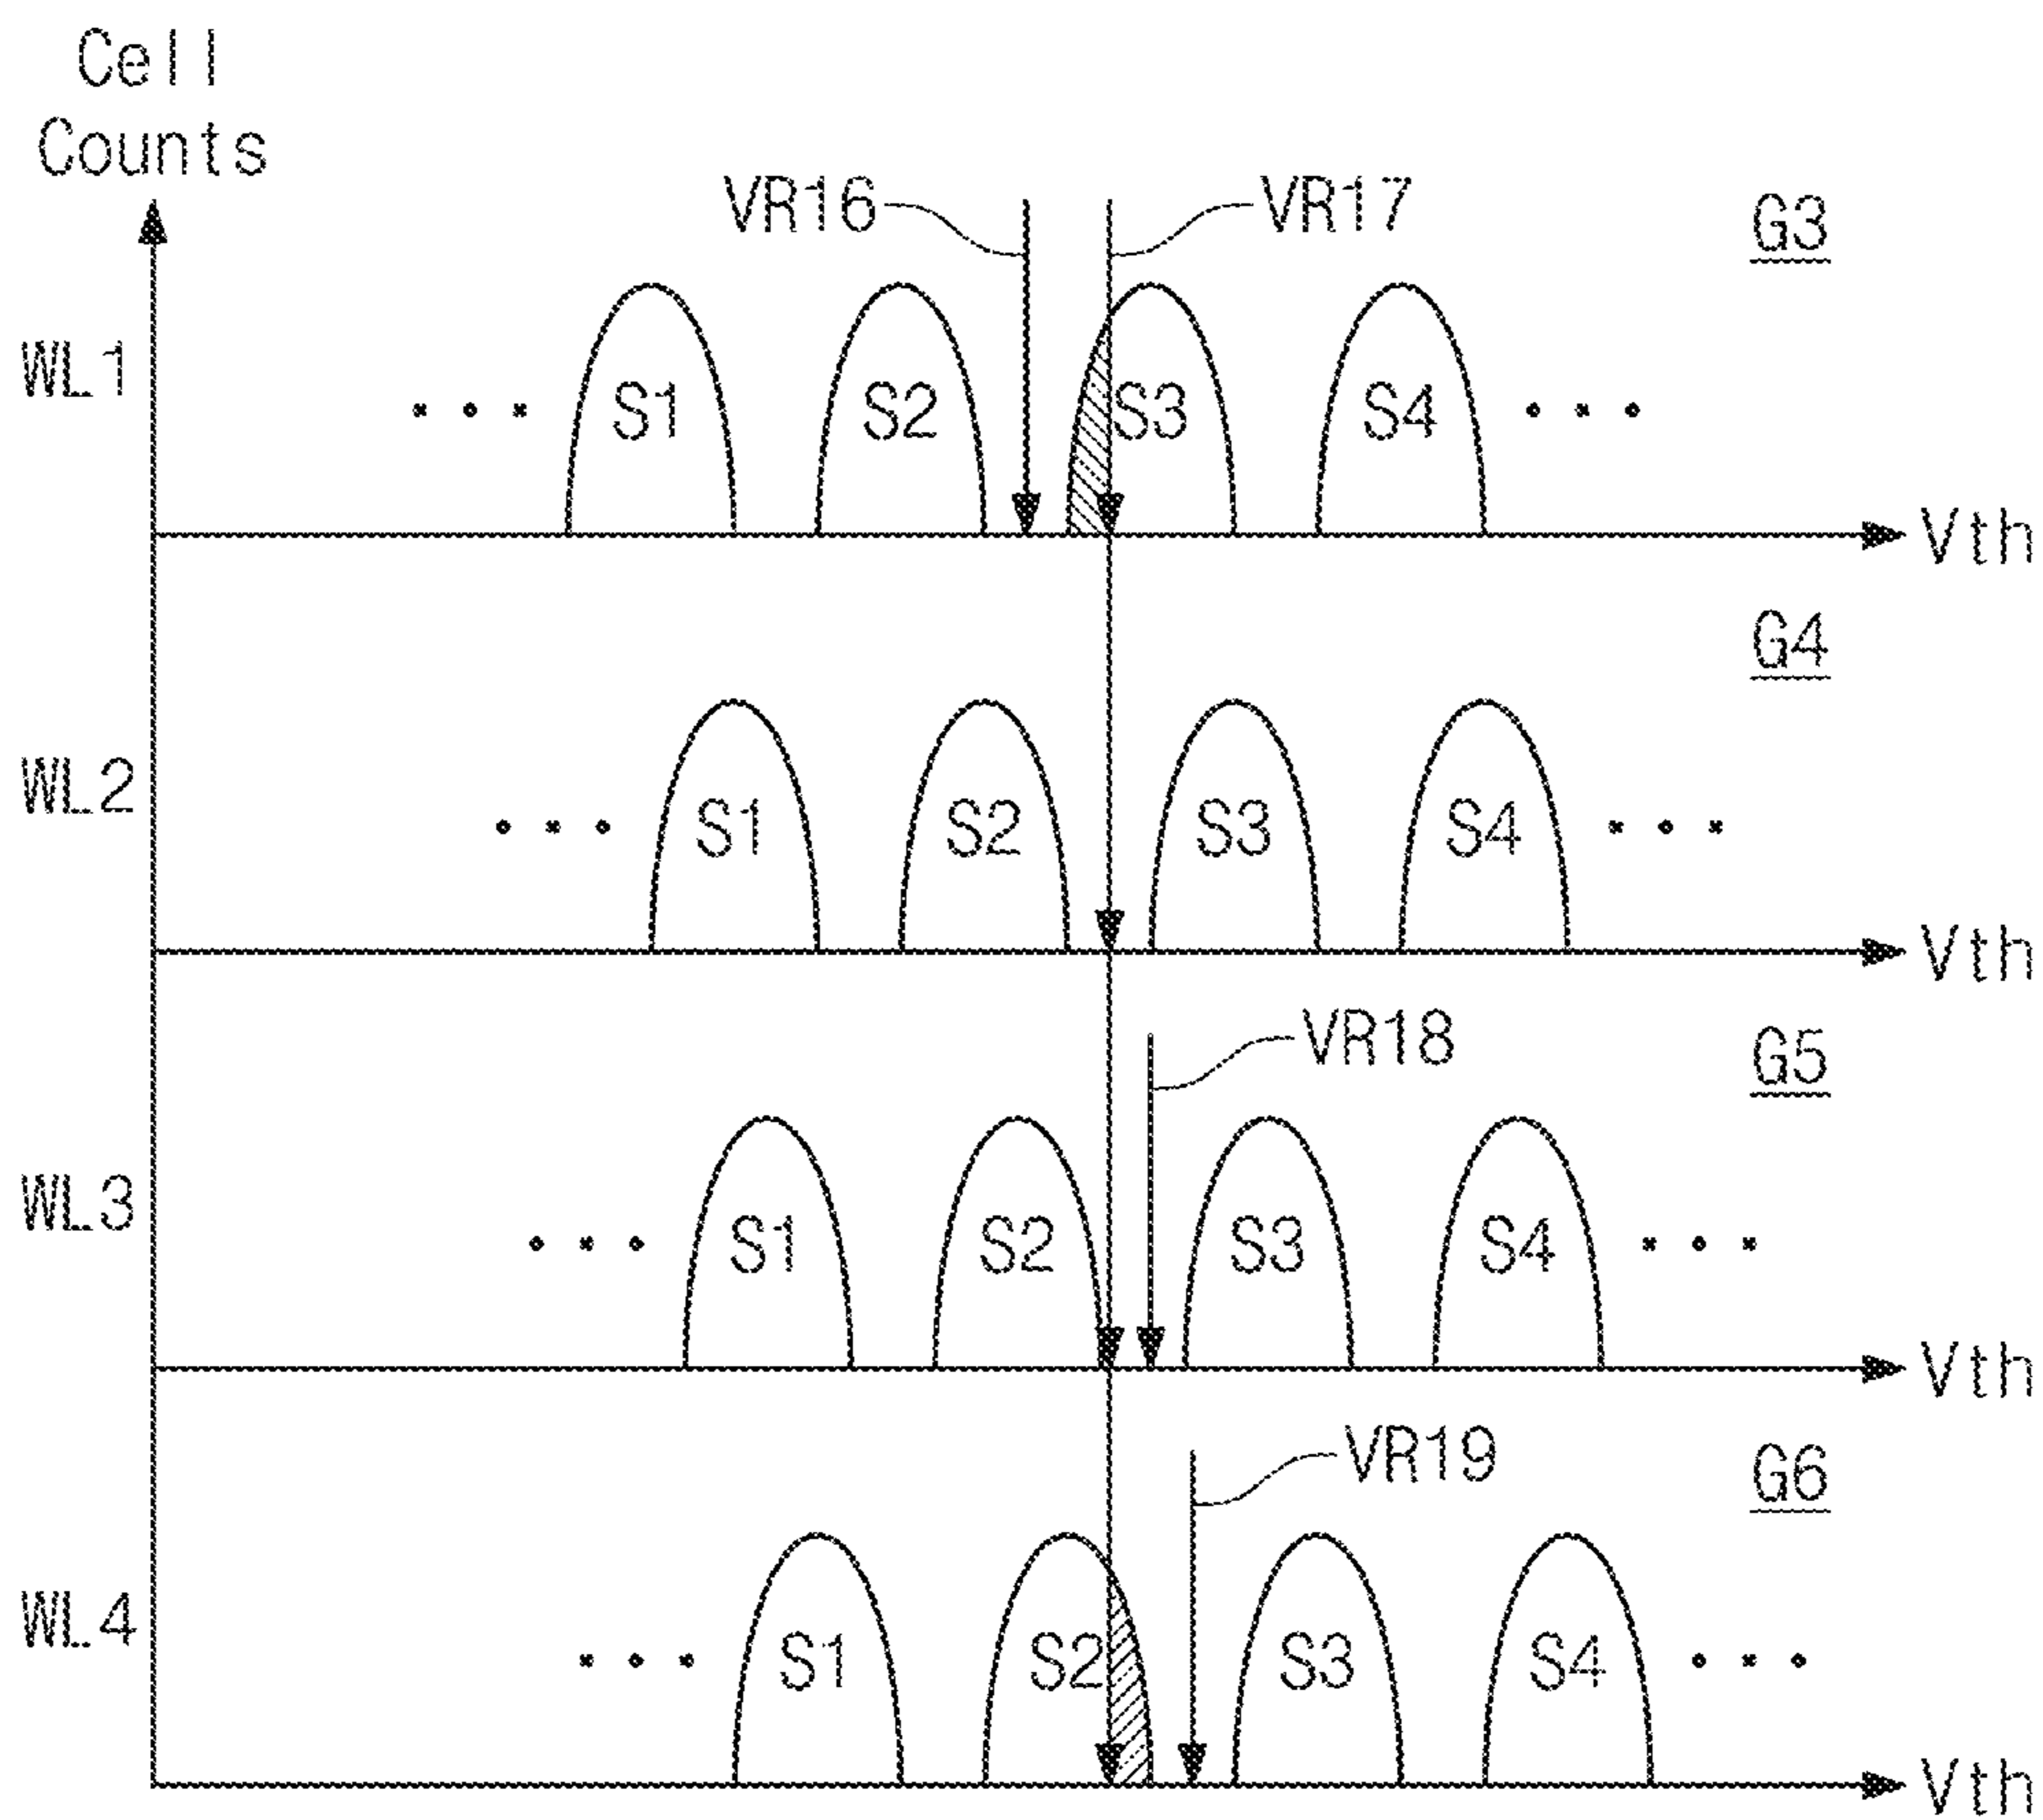 Cell
Counts
VR16
VR17
G3
WL1
S1
S2
S3
S4
Vth
G4
WL2
S1
S2
S3
S4
Vth
VR18
G5
WL3
S1
S2
S3
S4
Vth
VR19
G6
WL4
S1
S2
S3
S4
Vth